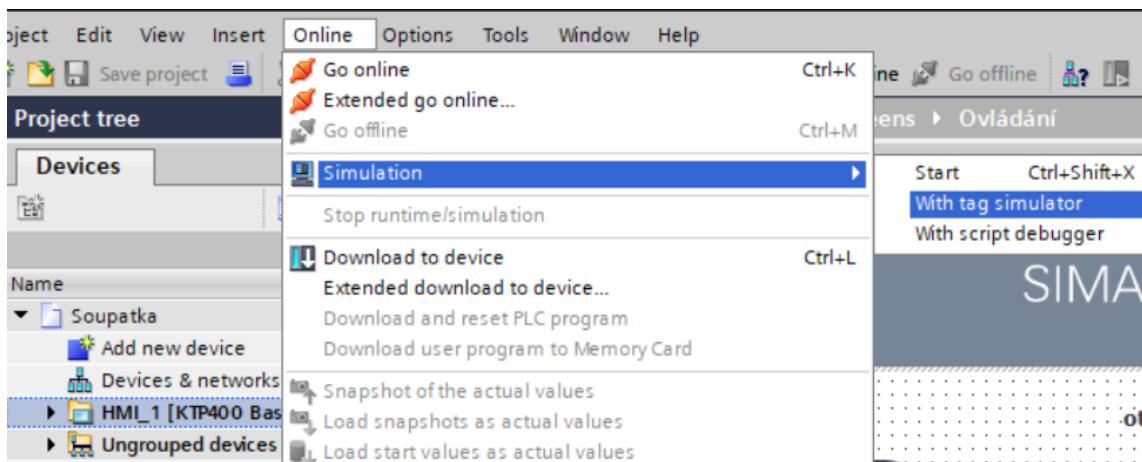 oject Edit View Insert Online Options Tools Window Help
Save project
Go online Ctrl+K
ine Go offline
Extended go online...
Project tree
eens Ovládání
Go offline Ctrl+M
Devices
Simulation
Start Ctrl+Shift+X
With tag simulator
Stop runtime/simulation
With script debugger
Download to device Ctrl+L
Name
Extended download to device...
SIMA
Soupatka
Download and reset PLC program
Add new device
Download user program to Memory Card
Devices & networks
Snapshot of the actual values
HMI_1 [KTP400 Bas
Load snapshots as actual values
ot
Ungrouped devices
Load start values as actual values